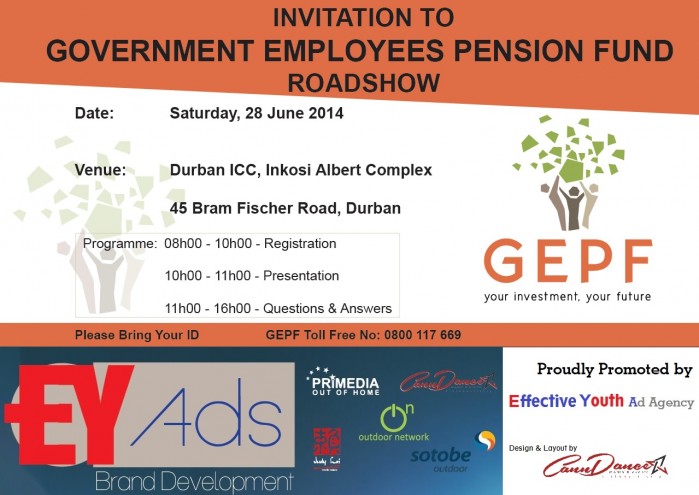 INVITATION TO
GOVERNMENT EMPLOYEES PENSION FUND
ROADSHOW
Date: Saturday, 28 June 2014
Venue: Durban ICC, Inkosi Albert Complex
45 Bram Fischer Road, Durban
Programme: 08h00 - 10h00 - Registration
10h00 - 11h00 - Presentation
11h00 - 16h00 - Questions & Answers
GEPF
your investment, your future
Please Bring Your ID GEPF Toll Free No: 0800 117 669
EY Ads
Brand Development
PRIMEDIA
OUT OF HOME
CannDancer
On
outdoor network
sotobe
outdoor
Proudly Promoted by
Effective Youth Ad Agency
Design & Layout by
CannDancer